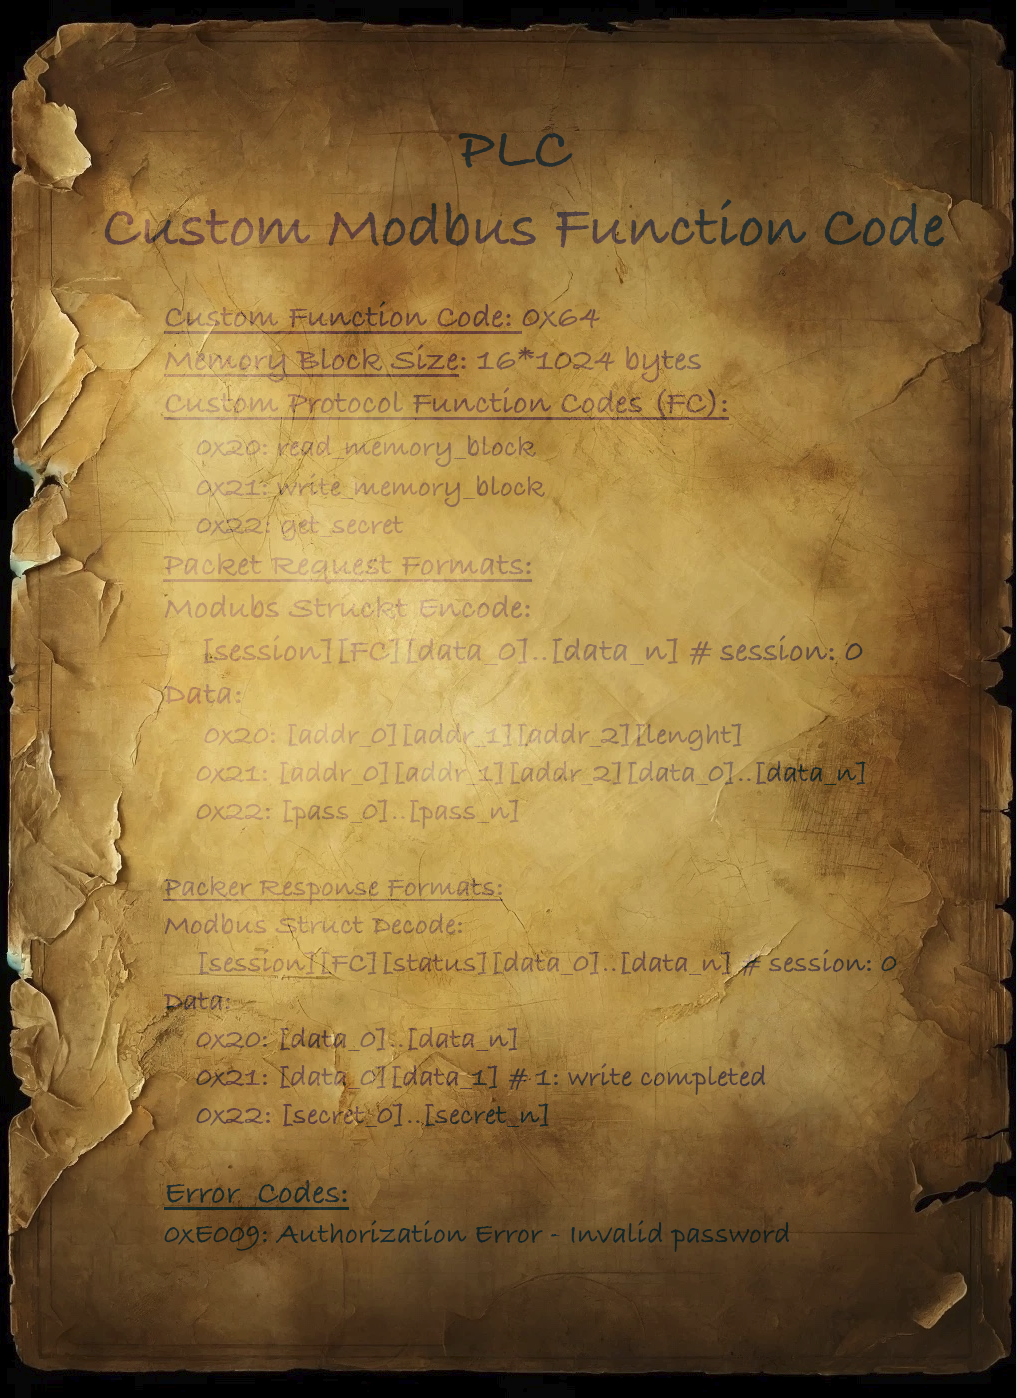 PLC
Custom Modbus Function Code
Custom Function Code: 0x64
Memory Block Size: 16*1024 bytes
Custom Protocol Function Codes (FC):
0x20: read_memory_block
0x21: write_memory_block
0x22: get_secret
Packet Request Formats:
Modubs Struckt Encode:
[session][FC][data_0]..[data_n] # session: 0
Data:
0x20: [addr_0][addr_1][addr_2][lenght]
0x21: [addr_0][addr_1][addr_2][data_0]..[data_n]
0x22: [pass_0]..[pass_n]
Packer Response Formats:
Modbus Struct Decode:
[session][FC][status][data_0]..[data_n] # session: 0
Data:
0x20: [data_0]..[data_n]
0x21: [data_0][data_1] # 1: write completed
0x22: [secret_0]..[secret_n]
Error Codes:
0xE009: Authorization Error - Invalid password